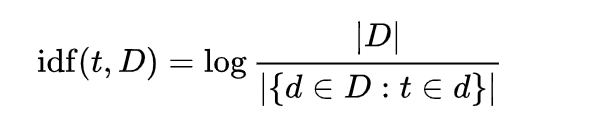 idf(t, D) = log |D| / |{d ∈ D : t ∈ d}|